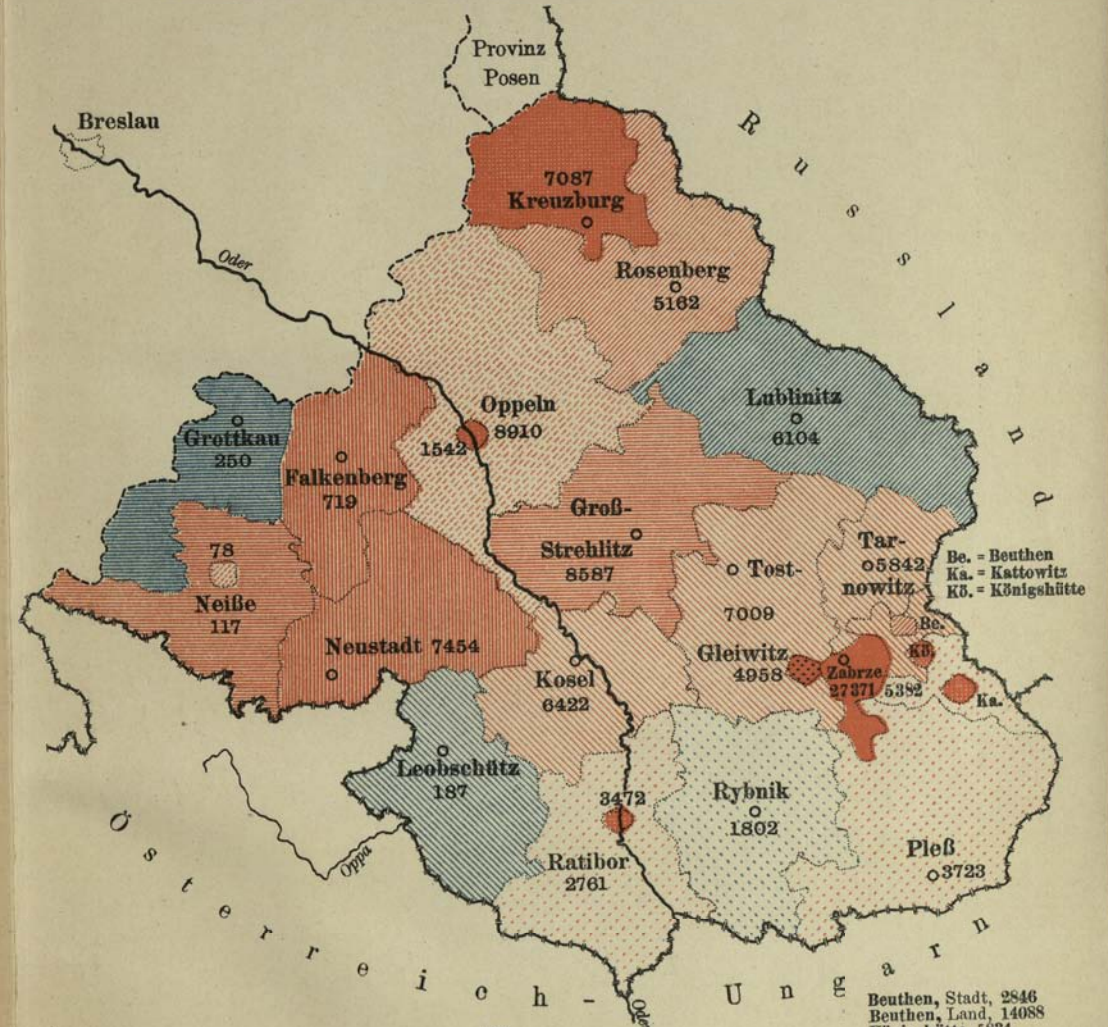 Provinz
Posen
Breslau
Russland
7087
Kreuzburg
Oder
Rosenberg
5162
Lublinitz
6104
Grottkau
250
Oppeln
8910
1542
Falkenberg
719
Groß-
Strehlitz
8587
Tar-
5842
nowitz
Be. = Beuthen
Ka. = Kattowitz
Kö. = Königshütte
Tost-
7009
Gleiwitz
4958
78
Neiße
117
Neustadt 7454
Be.
Kö.
Zabrze
27371
5382
Ka.
Kosel
6422
Leobschütz
187
3472
Rybnik
1802
Ratibor
2761
Pleß
3723
Oppa
Österreich-Ungarn
Oder
Beuthen, Stadt, 2846
Beuthen, Land, 14088